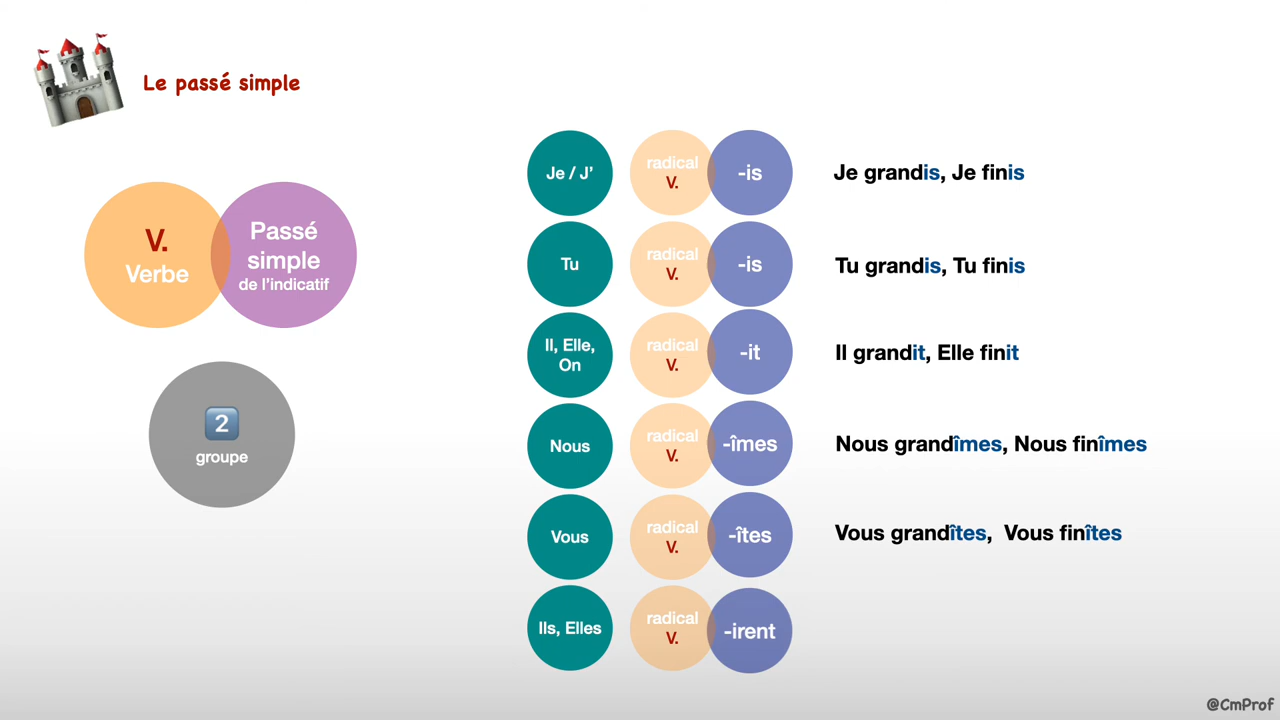 Le passé simple
V.
Verbe
Passé
simple
de l'indicatif
2
groupe
Je / J'
radical
V.
-is
Je grandis, Je finis
Tu
radical
V.
-is
Tu grandis, Tu finis
Il, Elle,
On
radical
V.
-it
Il grandit, Elle finit
Nous
radical
V.
-îmes
Nous grandîmes, Nous finîmes
Vous
radical
V.
-îtes
Vous grandîtes, Vous finîtes
Ils, Elles
radical
V.
-irent
@CmProf